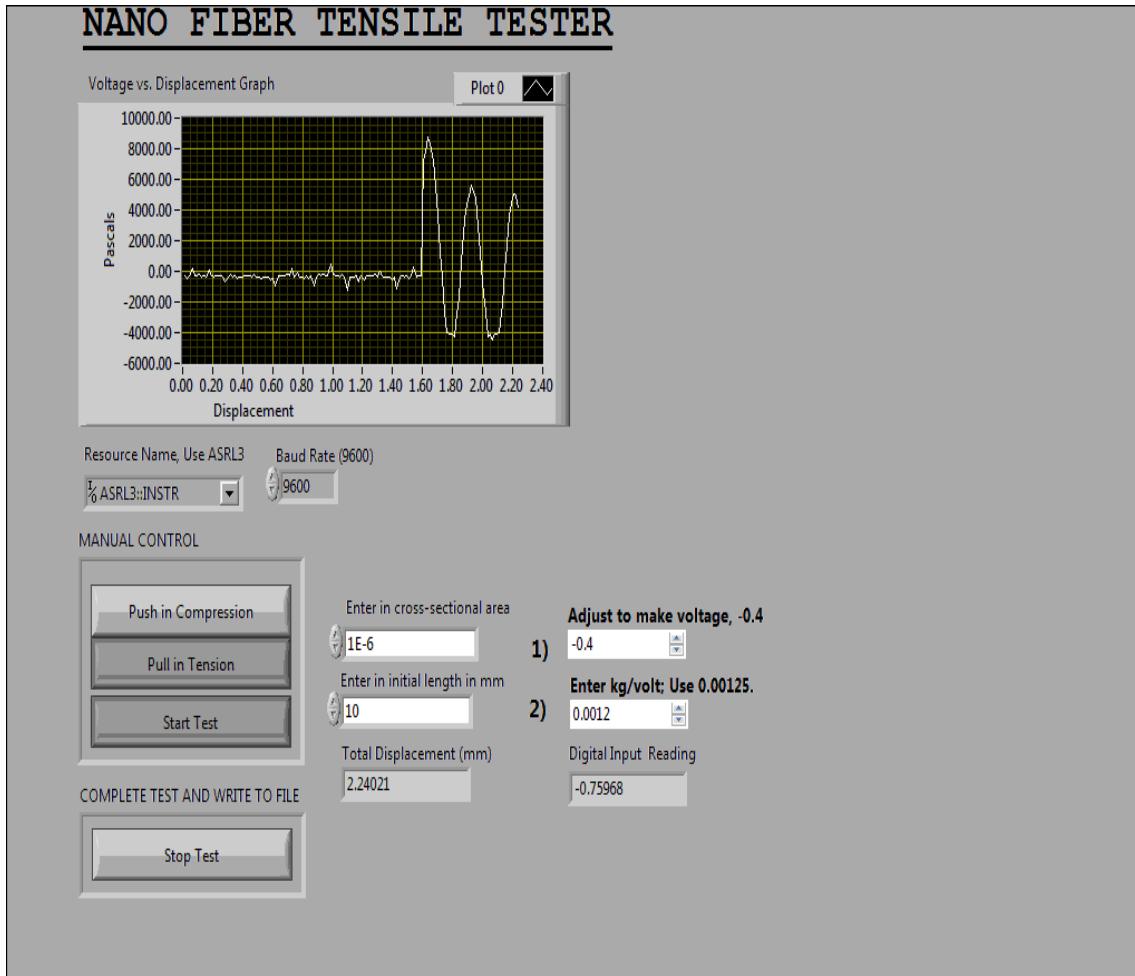 NANO FIBER TENSILE TESTER
Voltage vs. Displacement Graph
Plot 0
10000.00
8000.00
6000.00
4000.00
2000.00
0.00
-2000.00
-4000.00
-6000.00
Pascals
0.00 0.20 0.40 0.60 0.80 1.00 1.20 1.40 1.60 1.80 2.00 2.20 2.40
Displacement
Resource Name, Use ASRL3
Baud Rate (9600)
I/O ASRL3::INSTR
9600
MANUAL CONTROL
Push in Compression
Pull in Tension
Start Test
Enter in cross-sectional area
1E-6
Enter in initial length in mm
10
Total Displacement (mm)
2.24021
Adjust to make voltage, -0.4
1) -0.4
Enter kg/volt; Use 0.00125.
2) 0.0012
Digital Input Reading
-0.75968
COMPLETE TEST AND WRITE TO FILE
Stop Test